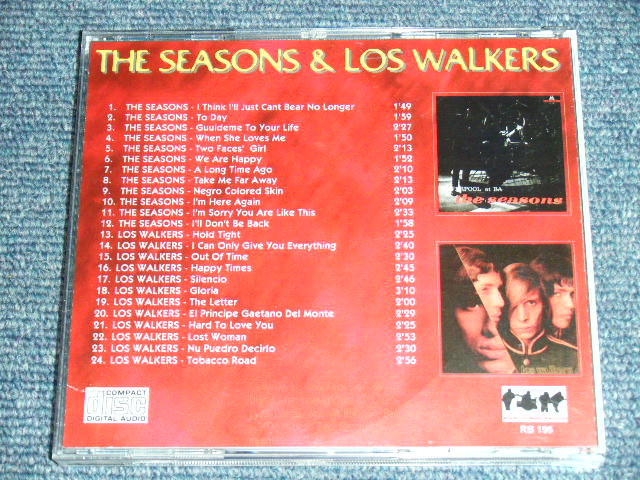 THE SEASONS & LOS WALKERS
1. THE SEASONS - I Think I'll Just Cant Bear No Longer 1'49
2. THE SEASONS - To Day 1'59
3. THE SEASONS - Guuideme To Your Life 2'27
4. THE SEASONS - When She Loves Me 1'50
5. THE SEASONS - Two Faces' Girl 2'13
6. THE SEASONS - We Are Happy 1'52
7. THE SEASONS - A Long Time Ago 2'10
8. THE SEASONS - Take Me Far Away 2'13
9. THE SEASONS - Negro Colored Skin 2'03
10. THE SEASONS - I'm Here Again 2'09
11. THE SEASONS - I'm Sorry You Are Like This 2'33
12. THE SEASONS - I'll Don't Be Back 1'58
13. LOS WALKERS - Hold Tight 2'23
14. LOS WALKERS - I Can Only Give You Everything 2'40
15. LOS WALKERS - Out Of Time 2'30
16. LOS WALKERS - Happy Times 2'45
17. LOS WALKERS - Silencio 2'46
18. LOS WALKERS - Gloria 3'10
19. LOS WALKERS - The Letter 2'00
20. LOS WALKERS - El Principe Gaetano Del Monte 2'29
21. LOS WALKERS - Hard To Love You 2'25
22. LOS WALKERS - Lost Woman 2'53
23. LOS WALKERS - Nu Puedro Decirlo 2'30
24. LOS WALKERS - Tobacco Road 2'56
at BA
the seasons
COMPACT
disc
DIGITAL AUDIO
RB 195